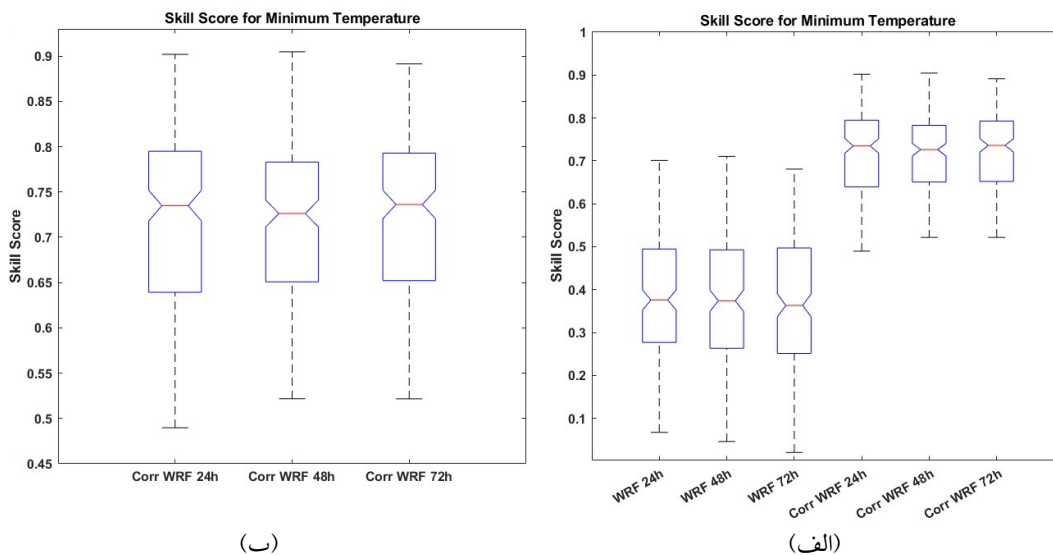 Skill Score for Minimum Temperature
Skill Score
0.9
0.85
0.8
0.75
0.7
0.65
0.6
0.55
0.5
0.45
Corr WRF 24h
Corr WRF 48h
Corr WRF 72h
(ب)
Skill Score for Minimum Temperature
Skill Score
1
0.9
0.8
0.7
0.6
0.5
0.4
0.3
0.2
0.1
WRF 24h
WRF 48h
WRF 72h
Corr WRF 24h
Corr WRF 48h
Corr WRF 72h
(الف)